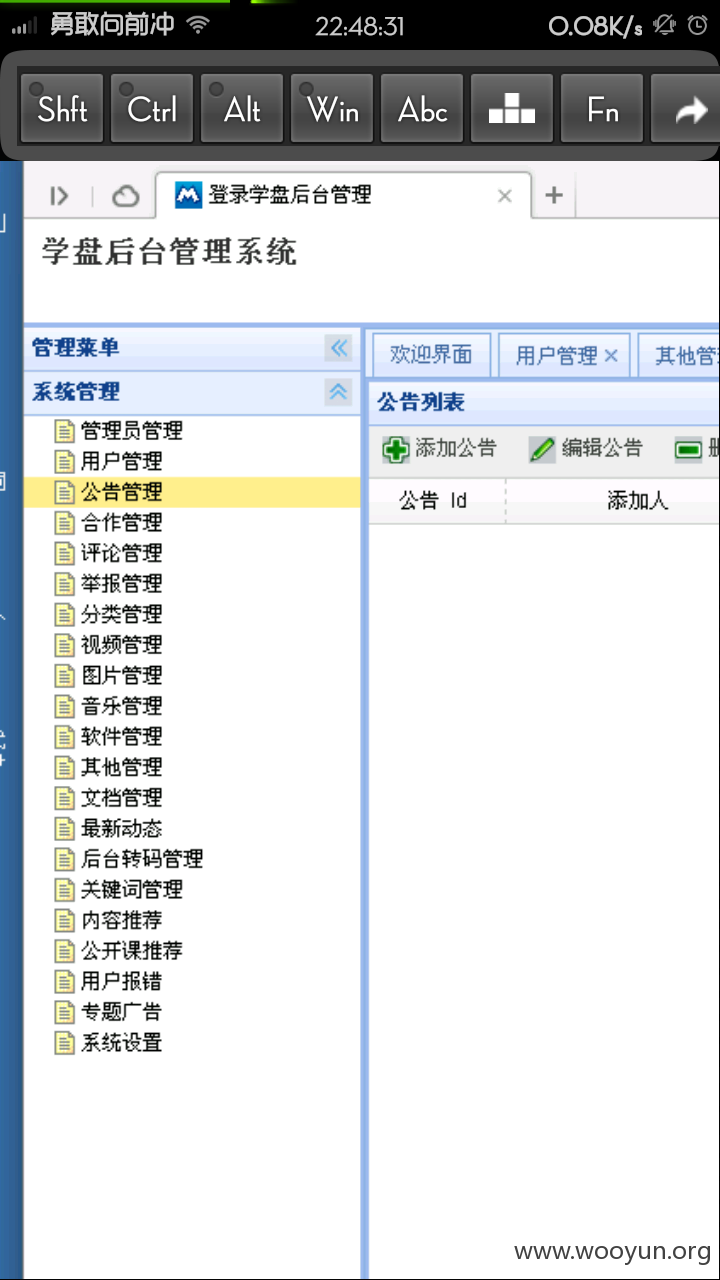 勇敢向前冲 22:48:31 0.08K/s
Shft Ctrl Alt Win Abc Fn
登录学盘后台管理
学盘后台管理系统
管理菜单
系统管理
管理员管理
用户管理
公告管理
合作管理
评论管理
举报管理
分类管理
视频管理
图片管理
音乐管理
软件管理
其他管理
文档管理
最新动态
后台转码管理
关键词管理
内容推荐
公开课推荐
用户报错
专题广告
系统设置
欢迎界面 用户管理 其他管
公告列表
添加公告 编辑公告
公告 Id 添加人
www.wooyun.org